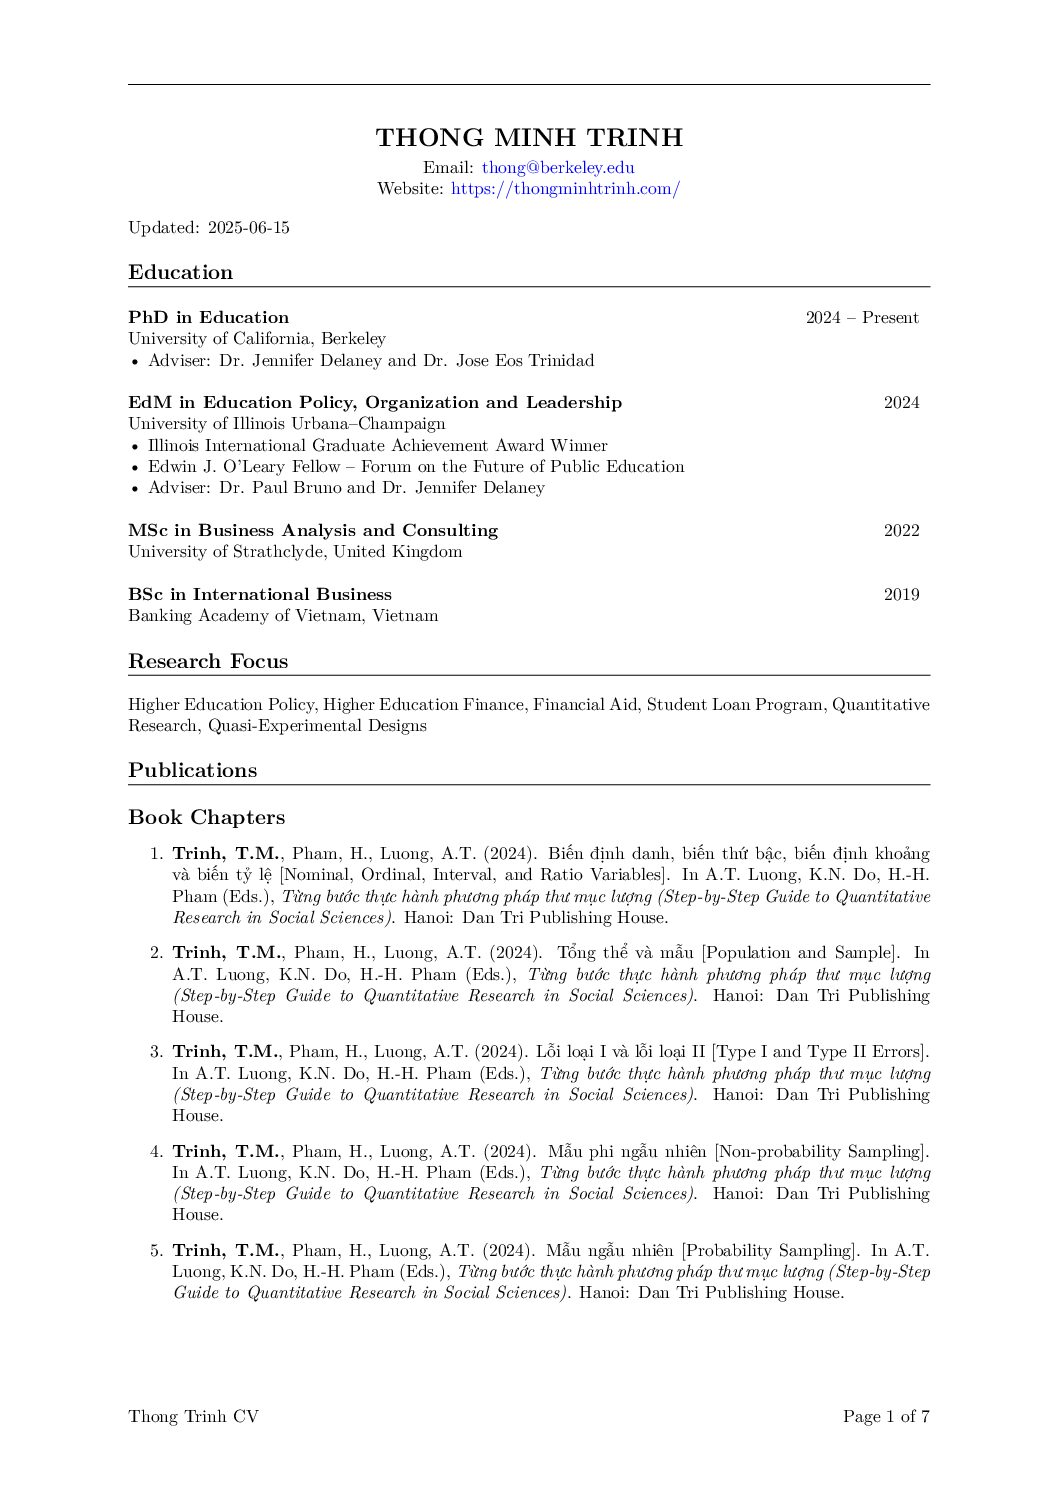 THONG MINH TRINH
Email: thong@berkeley.edu
Website: https://thongminhtrinh.com/
Updated: 2025-06-15
Education
PhD in Education 2024 – Present
University of California, Berkeley
• Adviser: Dr. Jennifer Delaney and Dr. Jose Eos Trinidad
EdM in Education Policy, Organization and Leadership 2024
University of Illinois Urbana–Champaign
• Illinois International Graduate Achievement Award Winner
• Edwin J. O'Leary Fellow – Forum on the Future of Public Education
• Adviser: Dr. Paul Bruno and Dr. Jennifer Delaney
MSc in Business Analysis and Consulting 2022
University of Strathclyde, United Kingdom
BSc in International Business 2019
Banking Academy of Vietnam, Vietnam
Research Focus
Higher Education Policy, Higher Education Finance, Financial Aid, Student Loan Program, Quantitative
Research, Quasi-Experimental Designs
Publications
Book Chapters
1. Trinh, T.M., Pham, H., Luong, A.T. (2024). Biến định danh, biến thứ bậc, biến định khoảng
và biến tỷ lệ [Nominal, Ordinal, Interval, and Ratio Variables]. In A.T. Luong, K.N. Do, H.-H.
Pham (Eds.), Từng bước thực hành phương pháp thư mục lượng (Step-by-Step Guide to Quantitative
Research in Social Sciences). Hanoi: Dan Tri Publishing House.
2. Trinh, T.M., Pham, H., Luong, A.T. (2024). Tổng thể và mẫu [Population and Sample]. In
A.T. Luong, K.N. Do, H.-H. Pham (Eds.), Từng bước thực hành phương pháp thư mục lượng
(Step-by-Step Guide to Quantitative Research in Social Sciences). Hanoi: Dan Tri Publishing
House.
3. Trinh, T.M., Pham, H., Luong, A.T. (2024). Lỗi loại I và lỗi loại II [Type I and Type II Errors].
In A.T. Luong, K.N. Do, H.-H. Pham (Eds.), Từng bước thực hành phương pháp thư mục lượng
(Step-by-Step Guide to Quantitative Research in Social Sciences). Hanoi: Dan Tri Publishing
House.
4. Trinh, T.M., Pham, H., Luong, A.T. (2024). Mẫu phi ngẫu nhiên [Non-probability Sampling].
In A.T. Luong, K.N. Do, H.-H. Pham (Eds.), Từng bước thực hành phương pháp thư mục lượng
(Step-by-Step Guide to Quantitative Research in Social Sciences). Hanoi: Dan Tri Publishing
House.
5. Trinh, T.M., Pham, H., Luong, A.T. (2024). Mẫu ngẫu nhiên [Probability Sampling]. In A.T.
Luong, K.N. Do, H.-H. Pham (Eds.), Từng bước thực hành phương pháp thư mục lượng (Step-by-Step
Guide to Quantitative Research in Social Sciences). Hanoi: Dan Tri Publishing House.
Thong Trinh CV Page 1 of 7